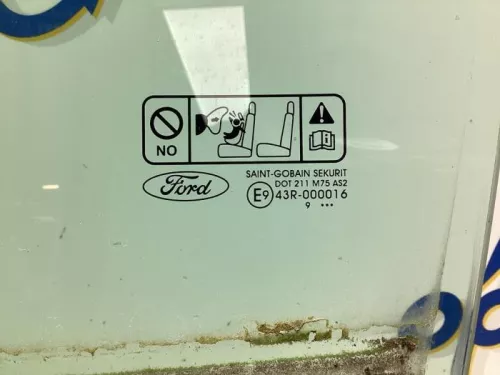 NO
Ford
SAINT-GOBAIN SEKURIT
DOT 211 M75 AS2
E9 43R-000016
9 •••